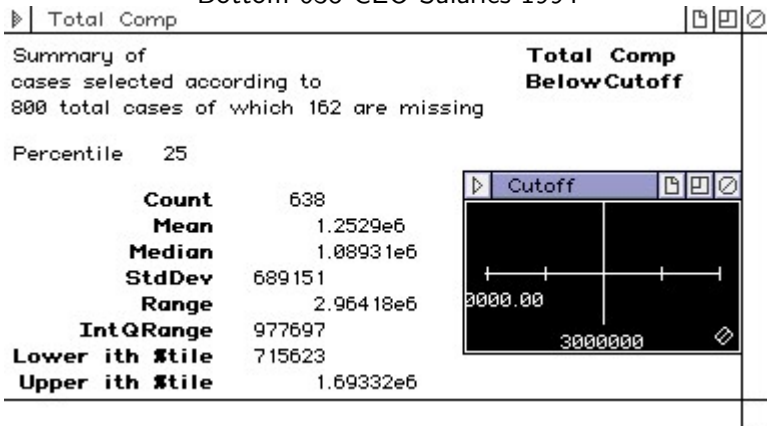 Bottom 638 CEO Salaries 1994
Total Comp
Summary of Total Comp
cases selected according to BelowCutoff
800 total cases of which 162 are missing
Percentile 25
Cutoff
Count 638
Mean 1.2529e6
Median 1.08931e6
StdDev 689151
Range 2.96418e6
IntQRange 977697
Lower ith %tile 715623
Upper ith %tile 1.69332e6
0000.00
3000000